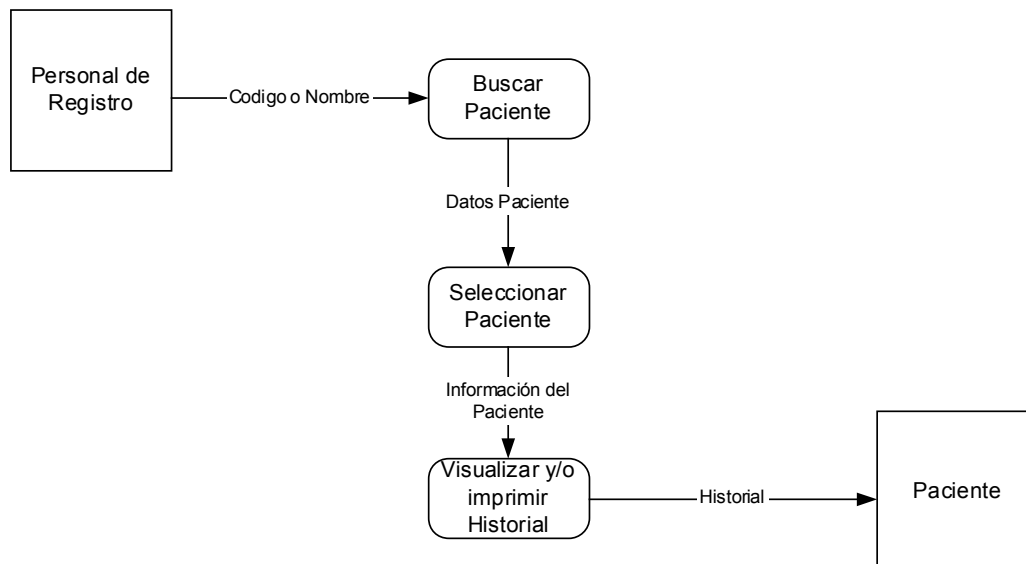 Personal de
Registro
Codigo o Nombre
Buscar
Paciente
Datos Paciente
Seleccionar
Paciente
Información del
Paciente
Visualizar y/o
imprimir
Historial
Historial
Paciente